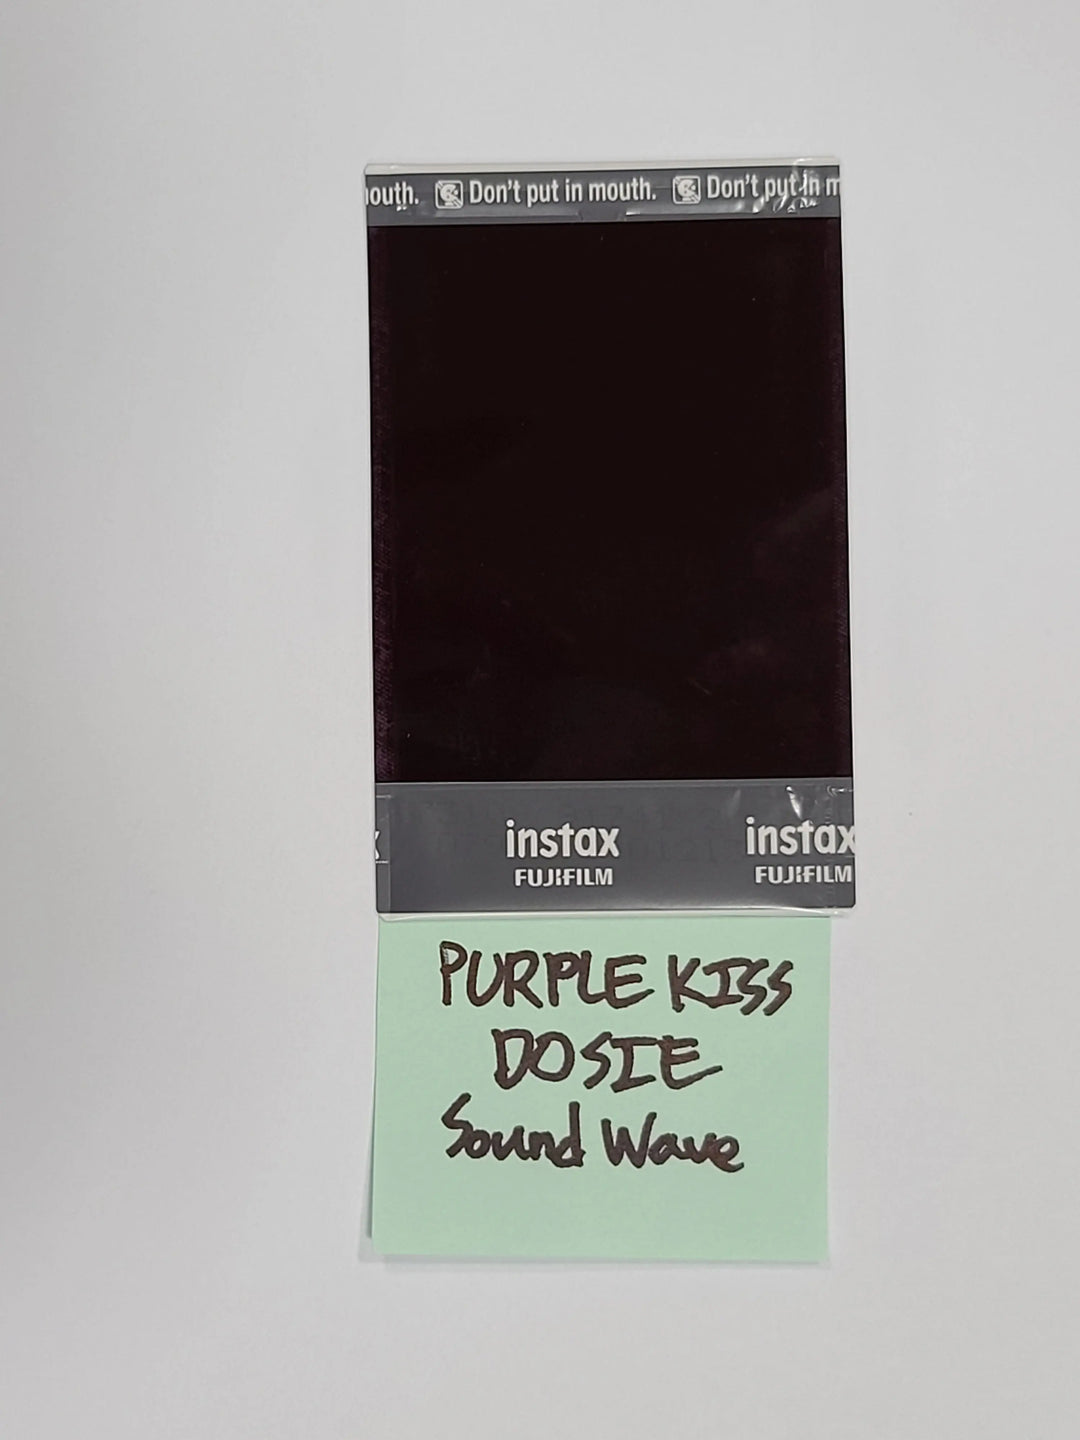 outh. Don't put in mouth. Don't put in m
instax instax
FUJIFILM FUJIFILM
PURPLE KISS
DOSIE
Sound Wave